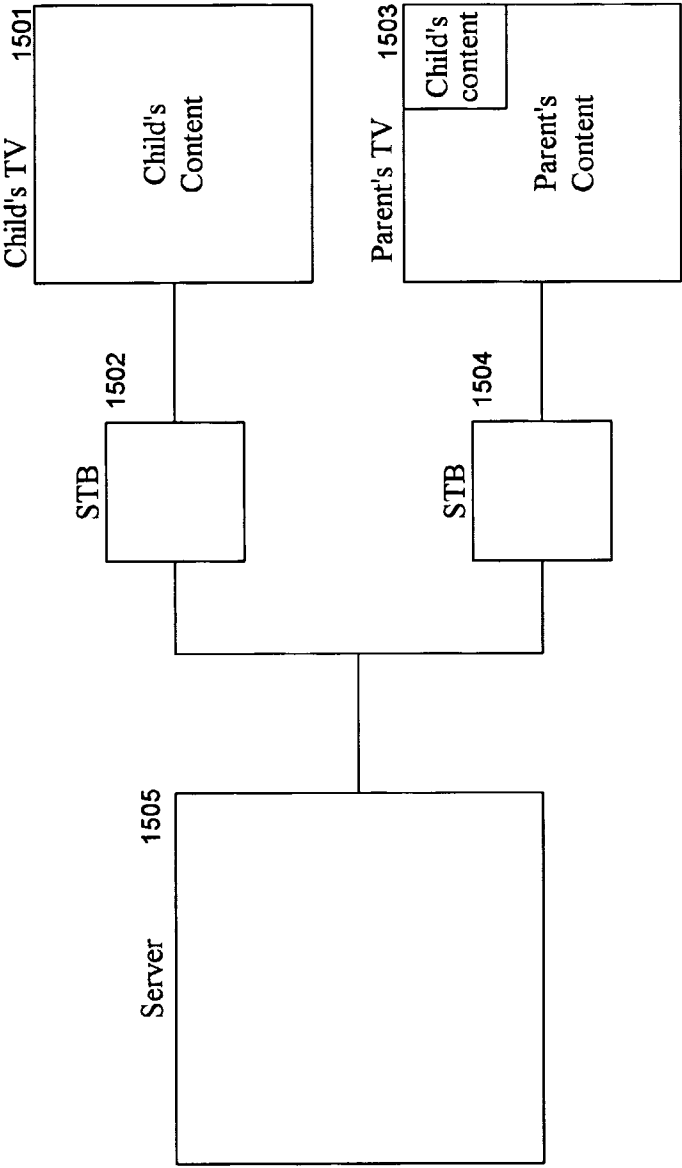 Child's TV
1501
Child's
Content
1502
STB
Parent's TV
1503
Child's
content
Parent's
Content
1504
STB
1505
Server